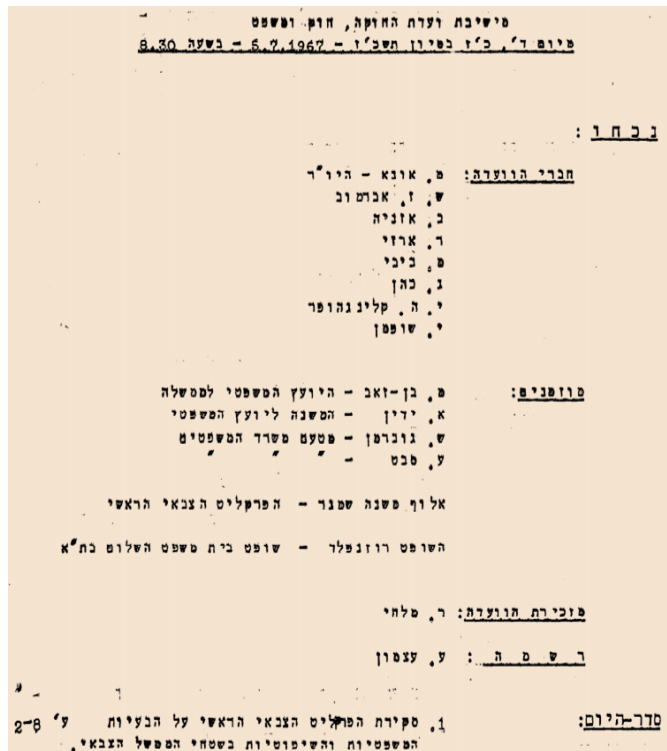 מישיבת ועדת החוקה, חוק ומשפט
מיום ד', כ"ז בסיון תשכ"ז - 5.7.1967 - בשעה 8.30
נכחו:
חברי הוועדה: מ. אונא - היו"ר
ש. ז. אברמוב
ב. אזניה
ר. ארזי
מ. ביבי
ג. כהן
י. ה. קלינגהופר
י. שופמן
מוזמנים: מ. בן-זאב - היועץ המשפטי לממשלה
א. ידין - המשנה ליועץ המשפטי
ש. גוברמן - מטעם משרד המשפטים
ע. סבט - " " "
אלוף משנה שמגר - הפרקליט הצבאי הראשי
השופט רוזנפלד - שופט בית משפט השלום בת"א
מזכירת הוועדה: ר. מלחי
רשמה: ע. עצמון
סדר-היום: 1. סקירת הפרקליט הצבאי הראשי על הבעיות ע' 2-8
המשפטיות והשיפוטיות בשטחי הממשל הצבאי.